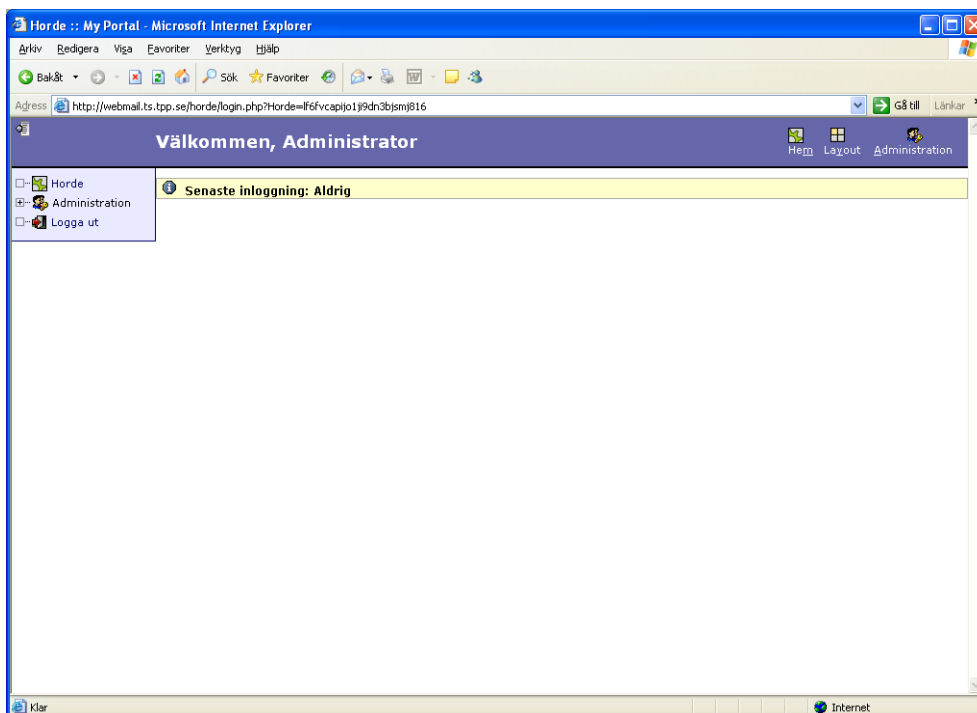 Horde :: My Portal - Microsoft Internet Explorer
Arkiv Redigera Visa Favoriter Verktyg Hjälp
Bakåt Sök Favoriter
Adress http://webmail.ts.tpp.se/horde/login.php?Horde=lf6fvcapijo1ji9dn3bjsmj816 Gå till Länkar
Välkommen, Administrator
Hem Layout Administration
Horde
Administration
Logga ut
Senaste inloggning: Aldrig
Klar Internet